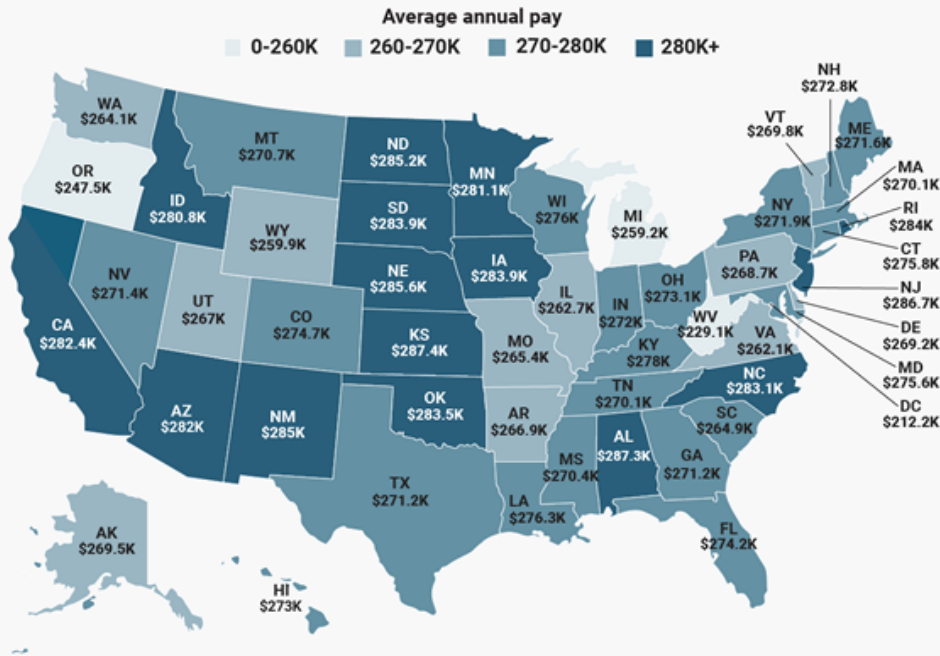 Average annual pay
0-260K 260-270K 270-280K 280K+
WA
$264.1K
OR
$247.5K
ID
$280.8K
MT
$270.7K
ND
$285.2K
MN
$281.1K
SD
$283.9K
WI
$276K
MI
$259.2K
WY
$259.9K
NE
$285.6K
IA
$283.9K
NV
$271.4K
UT
$267K
CO
$274.7K
CA
$282.4K
KS
$287.4K
MO
$265.4K
IL
$262.7K
IN
$272K
OH
$273.1K
PA
$268.7K
NY
$271.9K
VT
$269.8K
NH
$272.8K
ME
$271.6K
MA
$270.1K
RI
$284K
CT
$275.8K
NJ
$286.7K
DE
$269.2K
MD
$275.6K
DC
$212.2K
WV
$229.1K
VA
$262.1K
KY
$278K
NC
$283.1K
TN
$270.1K
SC
$264.9K
AZ
$282K
NM
$285K
OK
$283.5K
AR
$266.9K
TX
$271.2K
LA
$276.3K
MS
$270.4K
AL
$287.3K
GA
$271.2K
FL
$274.2K
AK
$269.5K
HI
$273K